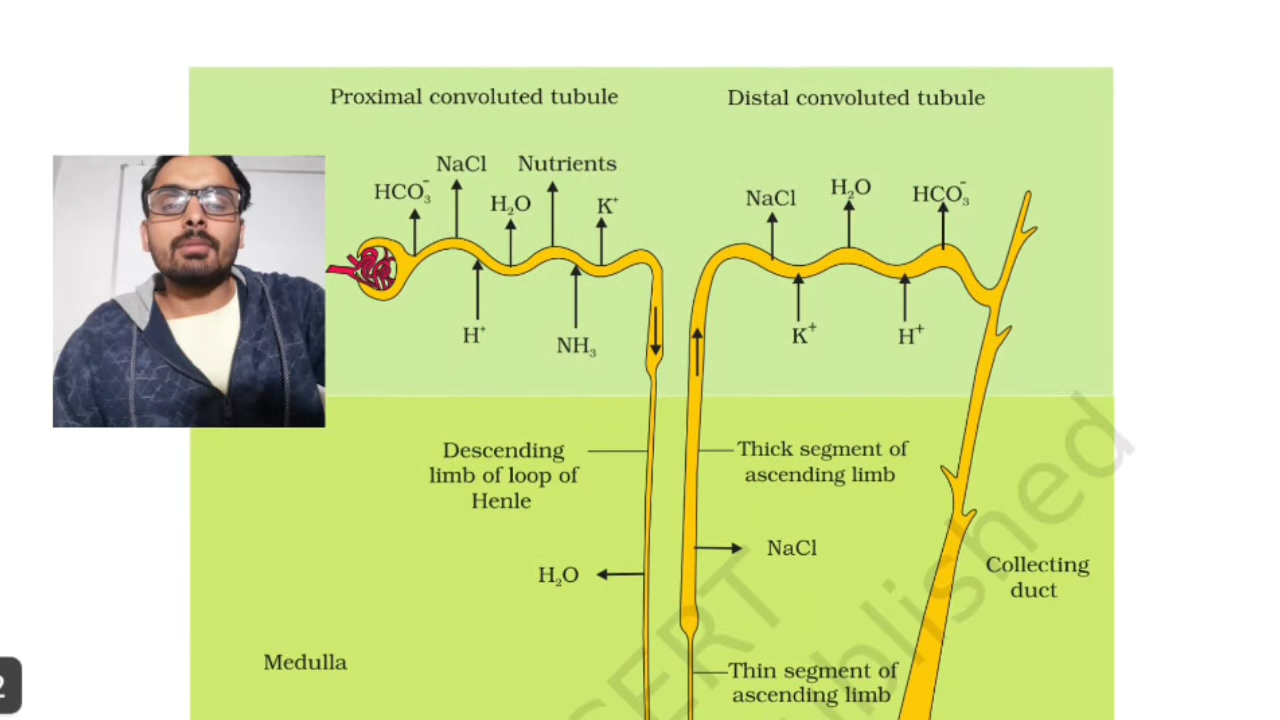 Proximal convoluted tubule
Distal convoluted tubule
NaCl
Nutrients
HCO₃⁻
H₂O
K⁺
NaCl
H₂O
HCO₃⁻
H⁺
NH₃
K⁺
H⁺
Descending
limb of loop of
Henle
Thick segment of
ascending limb
NaCl
H₂O
Collecting
duct
Medulla
Thin segment of
ascending limb
2